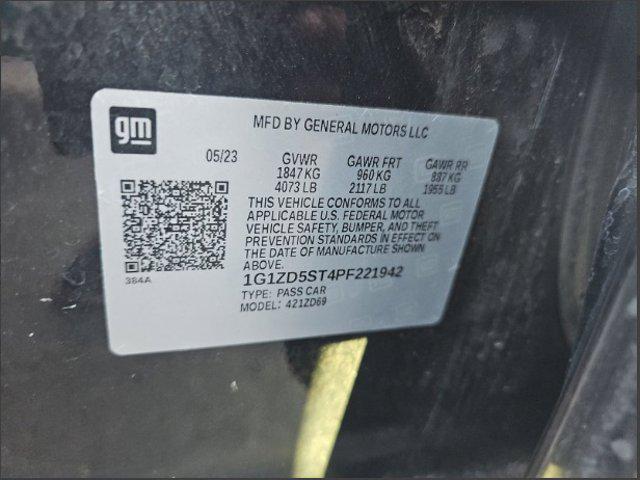 gm
MFD BY GENERAL MOTORS LLC
05/23 GVWR GAWR FRT GAWR RR
1847 KG 960 KG 887 KG
4073 LB 2117 LB 1955 LB
THIS VEHICLE CONFORMS TO ALL
APPLICABLE U.S. FEDERAL MOTOR
VEHICLE SAFETY, BUMPER, AND THEFT
PREVENTION STANDARDS IN EFFECT ON
THE DATE OF MANUFACTURE SHOWN
ABOVE.
384A
1G1ZD5ST4PF221942
TYPE: PASS CAR
MODEL: 421ZD69